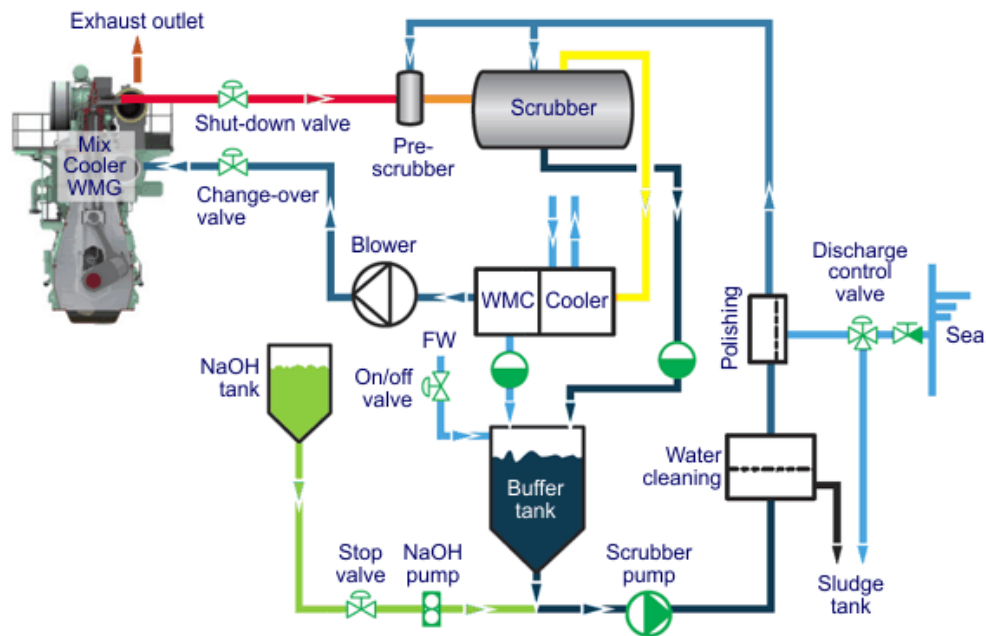 Exhaust outlet
Shut-down valve
Pre-
scrubber
Scrubber
Mix
Cooler
WMG
Change-over
valve
Blower
WMC
Cooler
Discharge
control
valve
Polishing
Sea
NaOH
tank
FW
On/off
valve
Buffer
tank
Water
cleaning
Stop
valve
NaOH
pump
Scrubber
pump
Sludge
tank